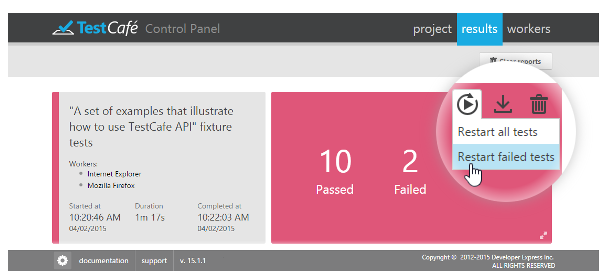 TestCafé Control Panel
project results workers
Clear reports
"A set of examples that illustrate
how to use TestCafe API" fixture
tests
Workers:
Internet Explorer
Mozilla Firefox
Started at Duration Completed at
10:20:46 AM 1m 17s 10:22:03 AM
04/02/2015 04/02/2015
10 2
Passed Failed
Restart all tests
Restart failed tests
documentation support v. 15.1.1
Copyright © 2012-2015 Developer Express Inc.
ALL RIGHTS RESERVED